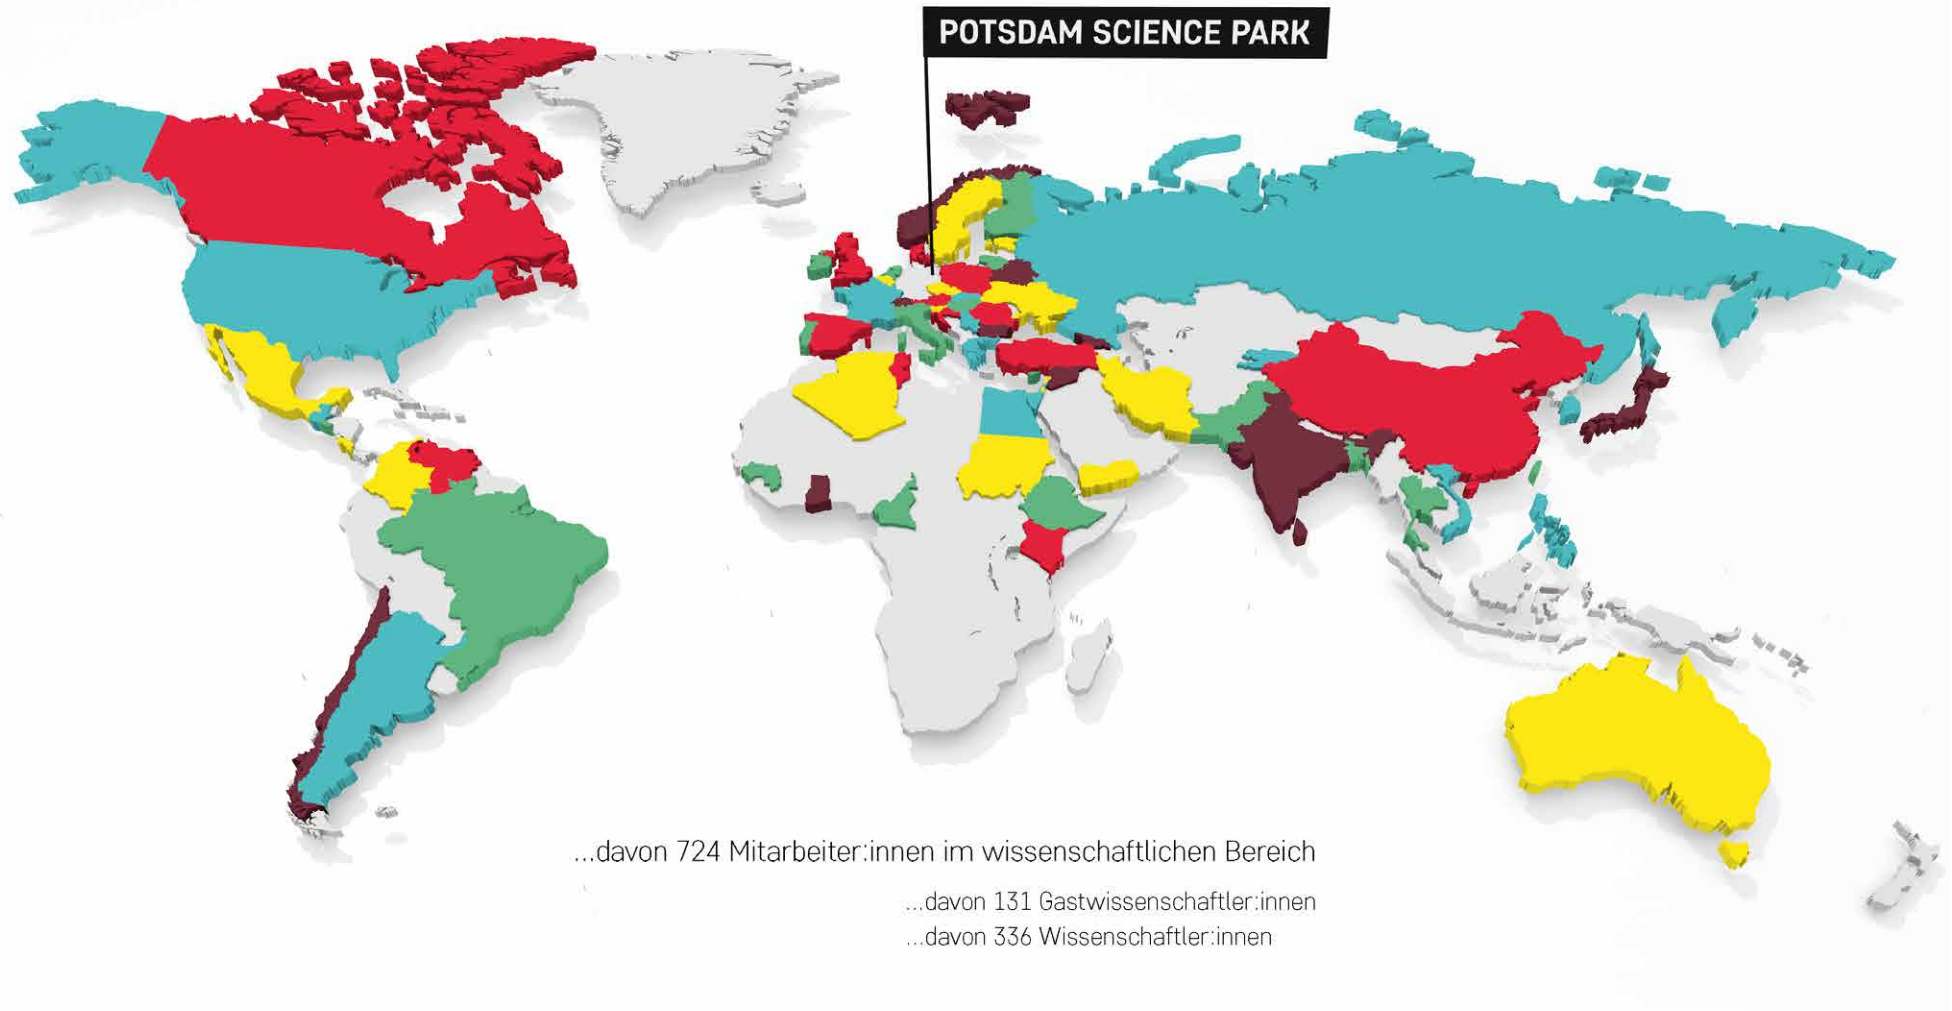 POTSDAM SCIENCE PARK
...davon 724 Mitarbeiter:innen im wissenschaftlichen Bereich
...davon 131 Gastwissenschaftler:innen
...davon 336 Wissenschaftler:innen